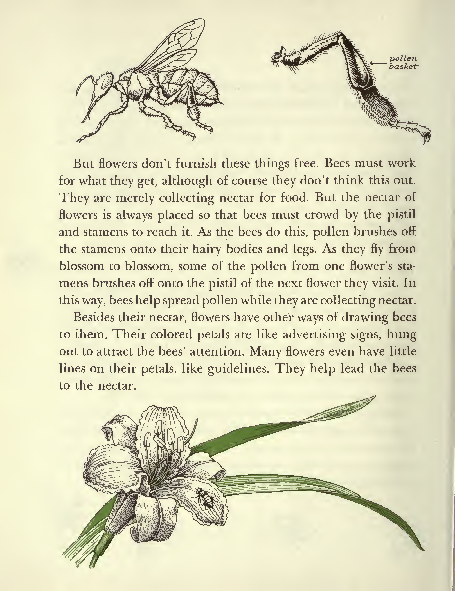 pollen
basket
But flowers don't furnish these things free. Bees must work
for what they get, although of course they don't think this out.
They are merely collecting nectar for food. But the nectar of
flowers is always placed so that bees must crowd by the pistil
and stamens to reach it. As the bees do this, pollen brushes off
the stamens onto their hairy bodies and legs. As they fly from
blossom to blossom, some of the pollen from one flower's sta-
mens brushes off onto the pistil of the next flower they visit. In
this way, bees help spread pollen while they are collecting nectar.
Besides their nectar, flowers have other ways of drawing bees
to them. Their colored petals are like advertising signs, hung
out to attract the bees' attention. Many flowers even have little
lines on their petals, like guidelines. They help lead the bees
to the nectar.